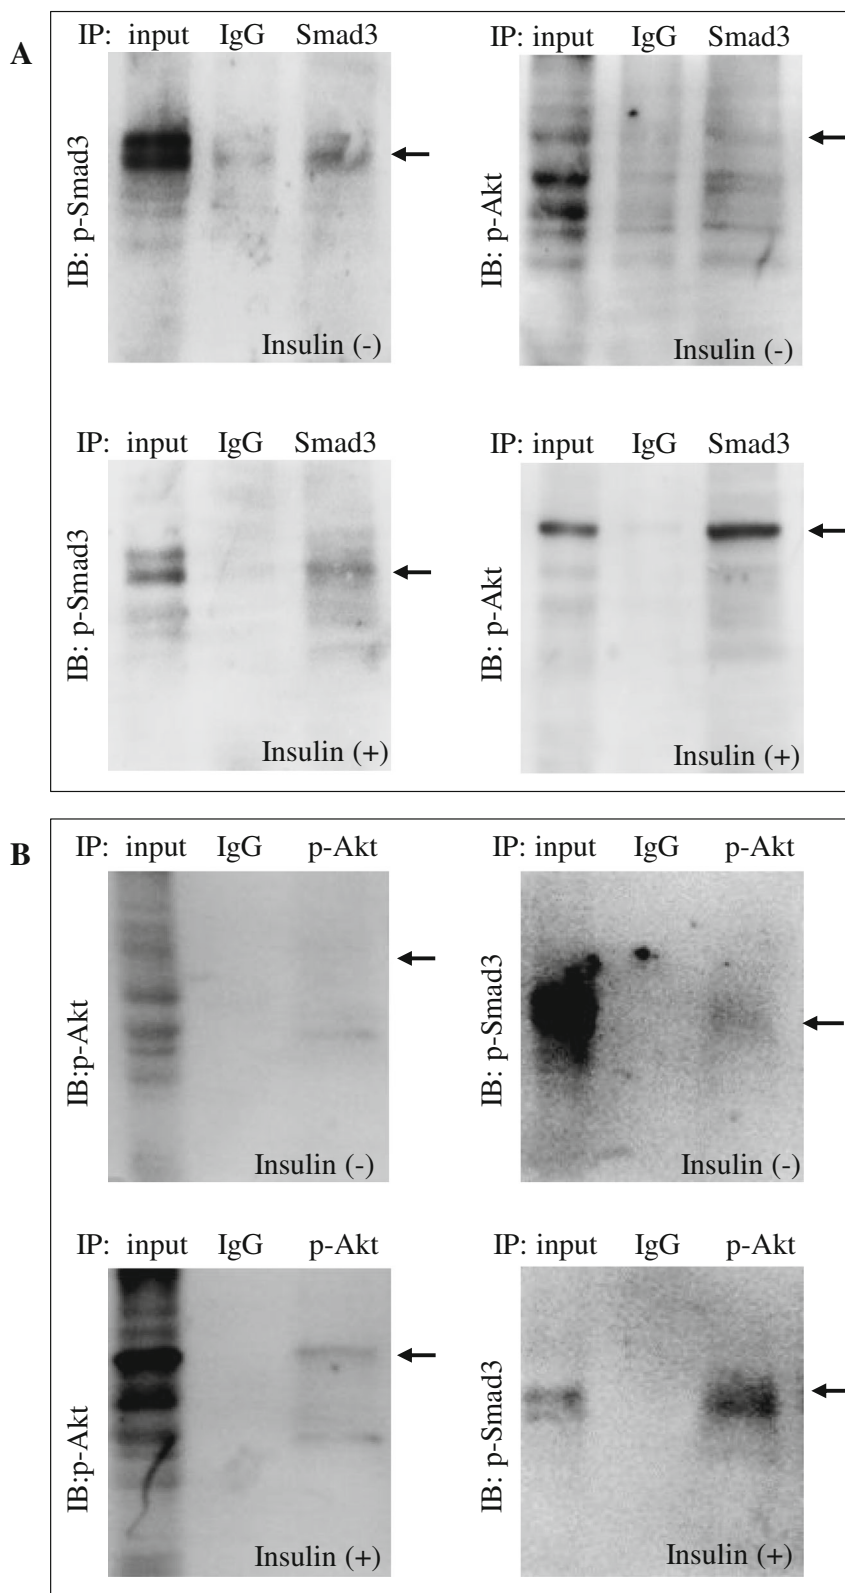 A
IP: input IgG Smad3
IB: p-Smad3
Insulin (-)
IP: input IgG Smad3
IB: p-Akt
Insulin (-)
IP: input IgG Smad3
IB: p-Smad3
Insulin (+)
IP: input IgG Smad3
IB: p-Akt
Insulin (+)
B
IP: input IgG p-Akt
IB:p-Akt
Insulin (-)
IP: input IgG p-Akt
IB: p-Smad3
Insulin (-)
IP: input IgG p-Akt
IB:p-Akt
Insulin (+)
IP: input IgG p-Akt
IB: p-Smad3
Insulin (+)